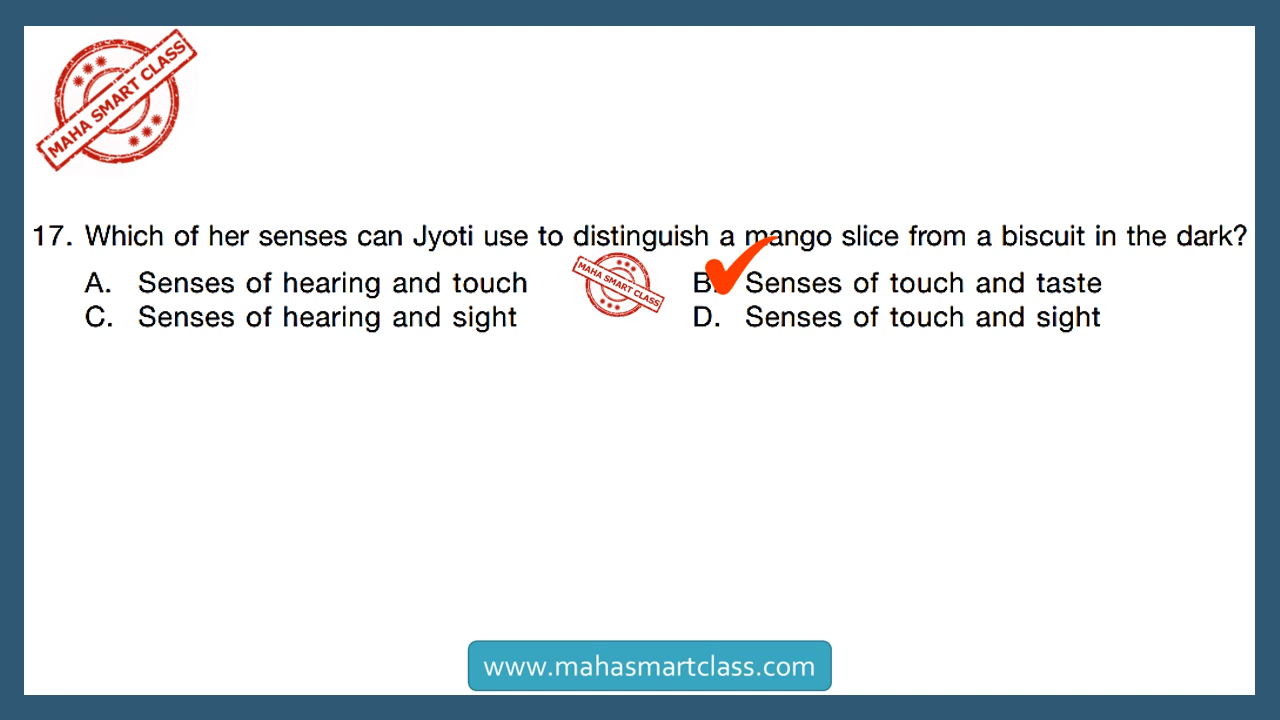 MAHA SMART CLASS
17. Which of her senses can Jyoti use to distinguish a mango slice from a biscuit in the dark?
A. Senses of hearing and touch
MAHA SMART CLASS
B. Senses of touch and taste
C. Senses of hearing and sight
D. Senses of touch and sight
www.mahasmartclass.com